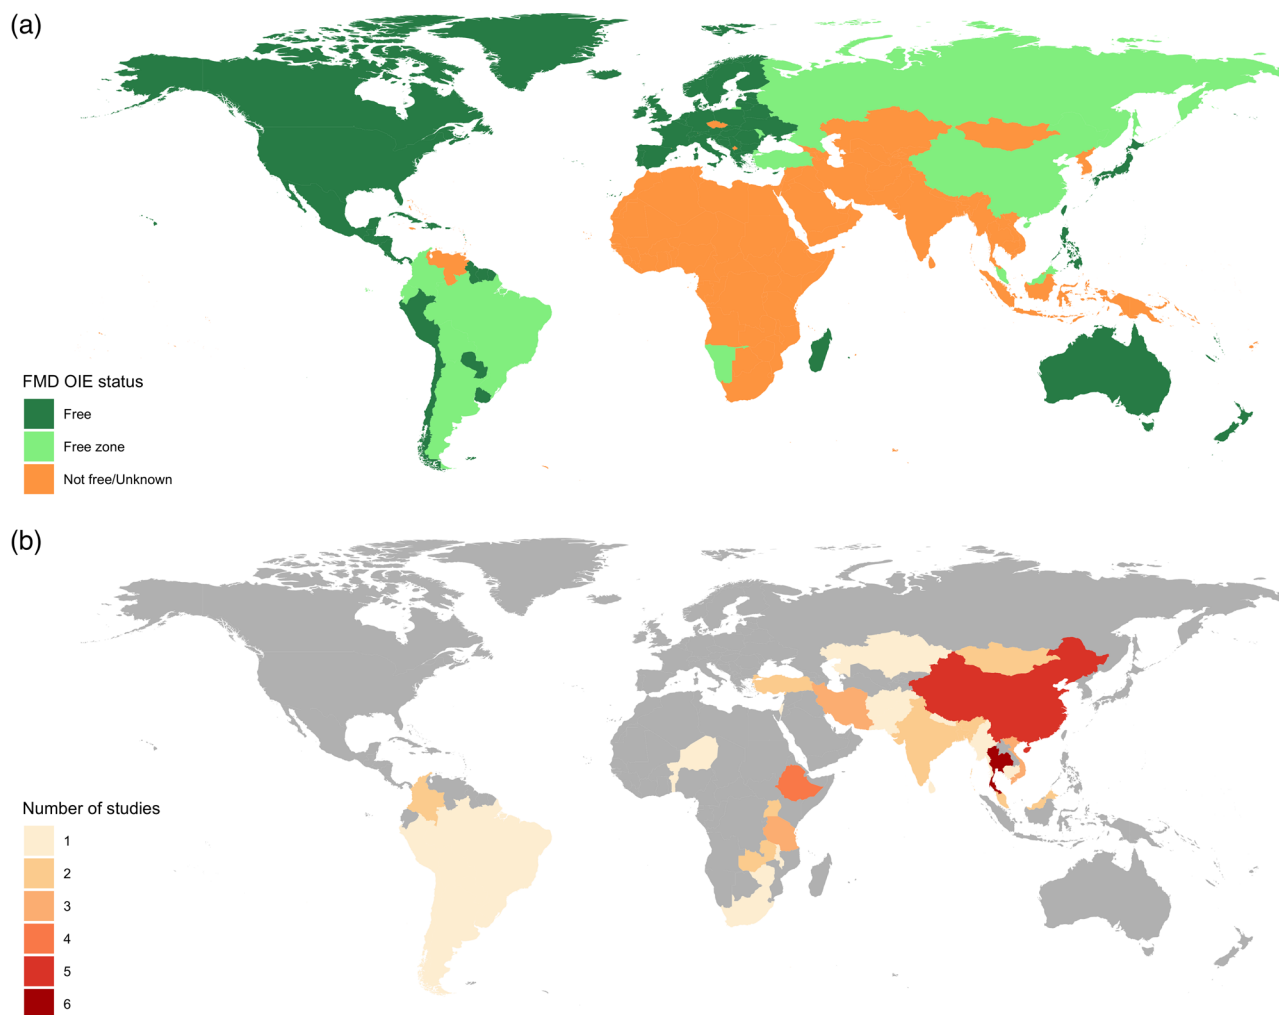 (a)
FMD OIE status
Free
Free zone
Not free/Unknown
(b)
Number of studies
1
2
3
4
5
6